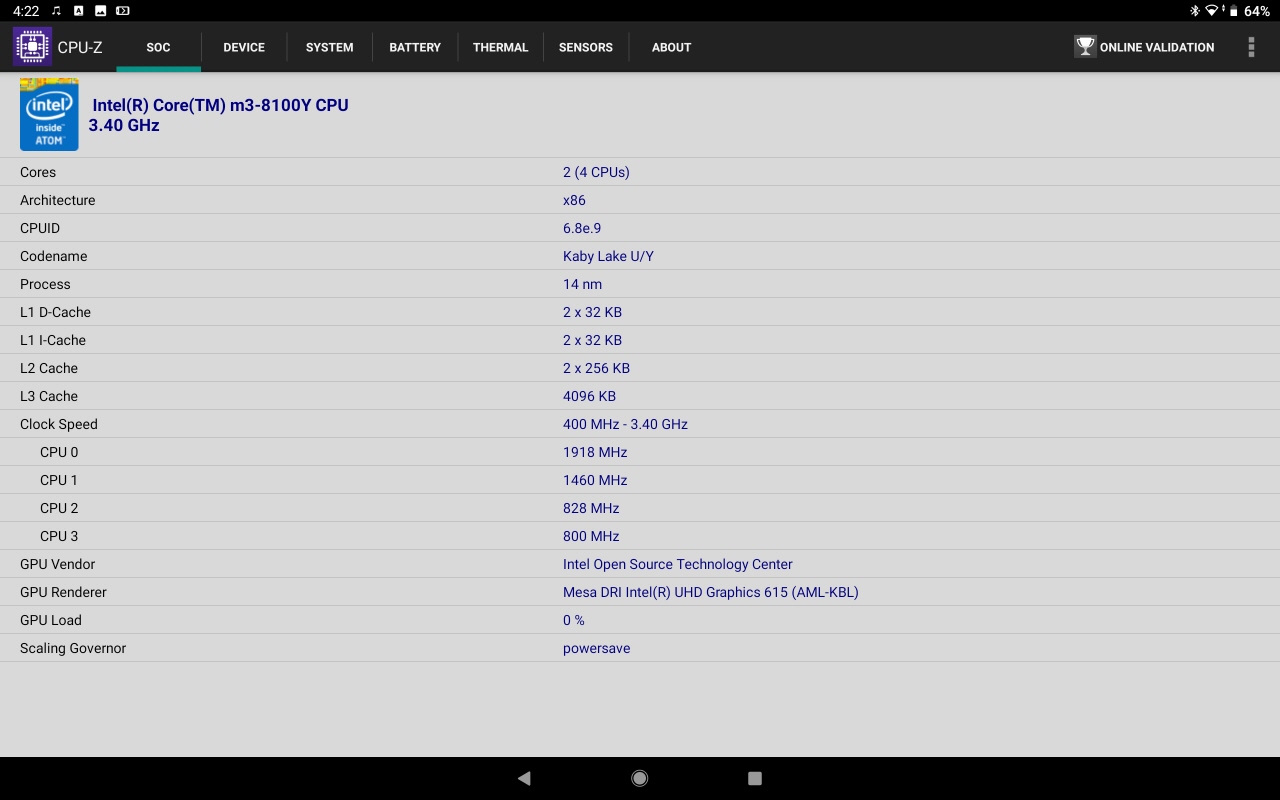 4:22 64%
CPU-Z SOC DEVICE SYSTEM BATTERY THERMAL SENSORS ABOUT ONLINE VALIDATION
intel inside ATOM
Intel(R) Core(TM) m3-8100Y CPU
3.40 GHz
Cores 2 (4 CPUs)
Architecture x86
CPUID 6.8e.9
Codename Kaby Lake U/Y
Process 14 nm
L1 D-Cache 2 x 32 KB
L1 I-Cache 2 x 32 KB
L2 Cache 2 x 256 KB
L3 Cache 4096 KB
Clock Speed 400 MHz - 3.40 GHz
CPU 0 1918 MHz
CPU 1 1460 MHz
CPU 2 828 MHz
CPU 3 800 MHz
GPU Vendor Intel Open Source Technology Center
GPU Renderer Mesa DRI Intel(R) UHD Graphics 615 (AML-KBL)
GPU Load 0 %
Scaling Governor powersave